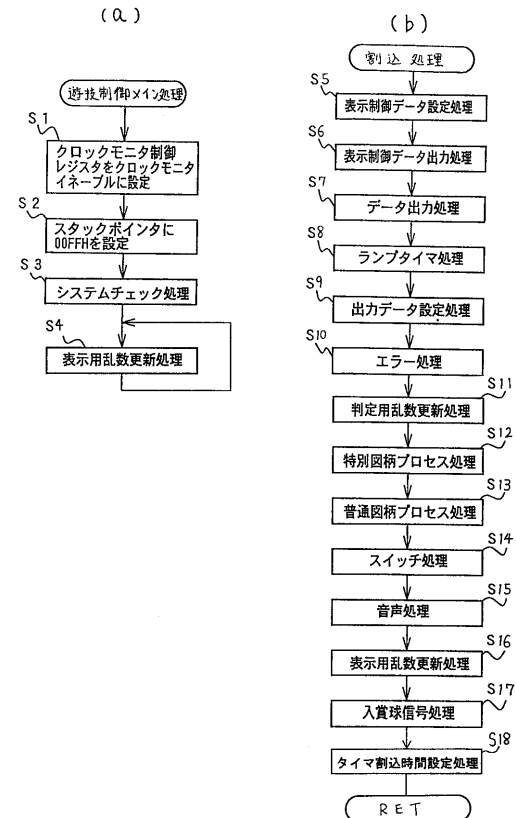 (a)
遊技制御メイン処理
S1
クロックモニタ制御
レジスタをクロックモニタ
イネーブルに設定
S2
スタックポインタに
00FFHを設定
S3
システムチェック処理
S4
表示用乱数更新処理
(b)
割込処理
S5
表示制御データ設定処理
S6
表示制御データ出力処理
S7
データ出力処理
S8
ランプタイマ処理
S9
出力データ設定処理
S10
エラー処理
S11
判定用乱数更新処理
S12
特別図柄プロセス処理
S13
普通図柄プロセス処理
S14
スイッチ処理
S15
音声処理
S16
表示用乱数更新処理
S17
入賞球信号処理
S18
タイマ割込時間設定処理
RET